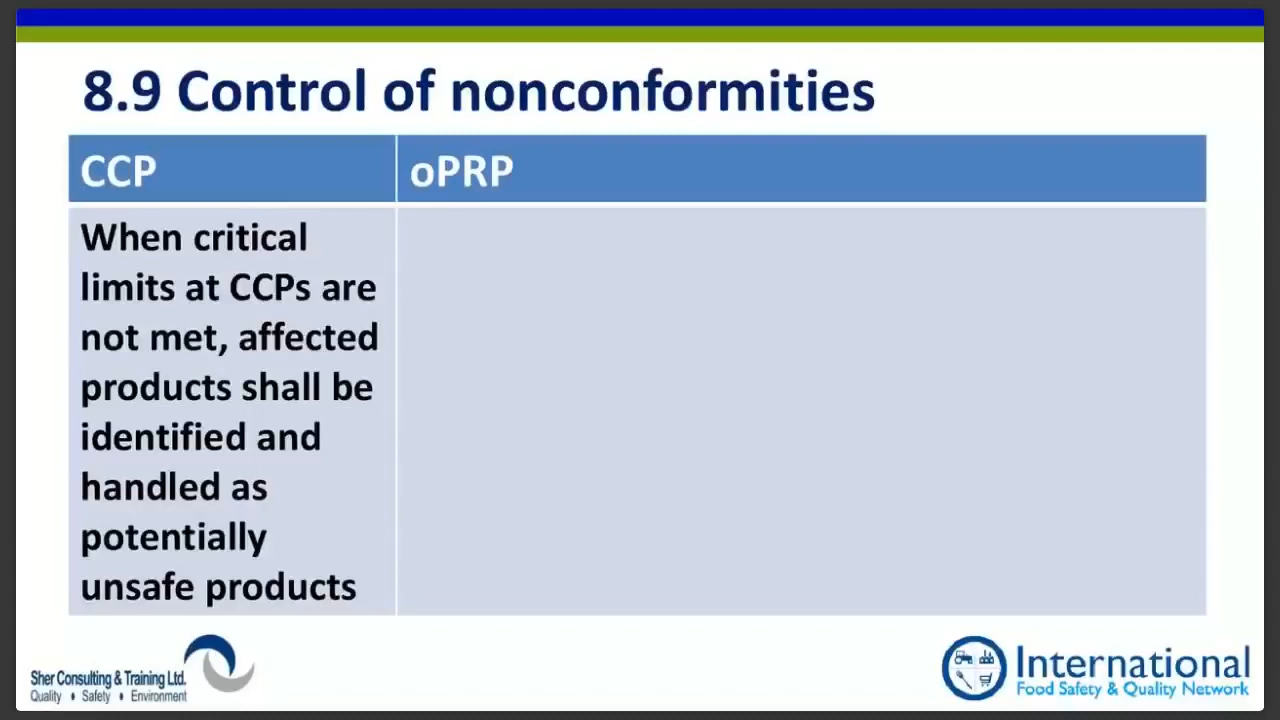 8.9 Control of nonconformities
CCP
oPRP
When critical
limits at CCPs are
not met, affected
products shall be
identified and
handled as
potentially
unsafe products
Sher Consulting & Training Ltd.
Quality • Safety • Environment
International
Food Safety & Quality Network